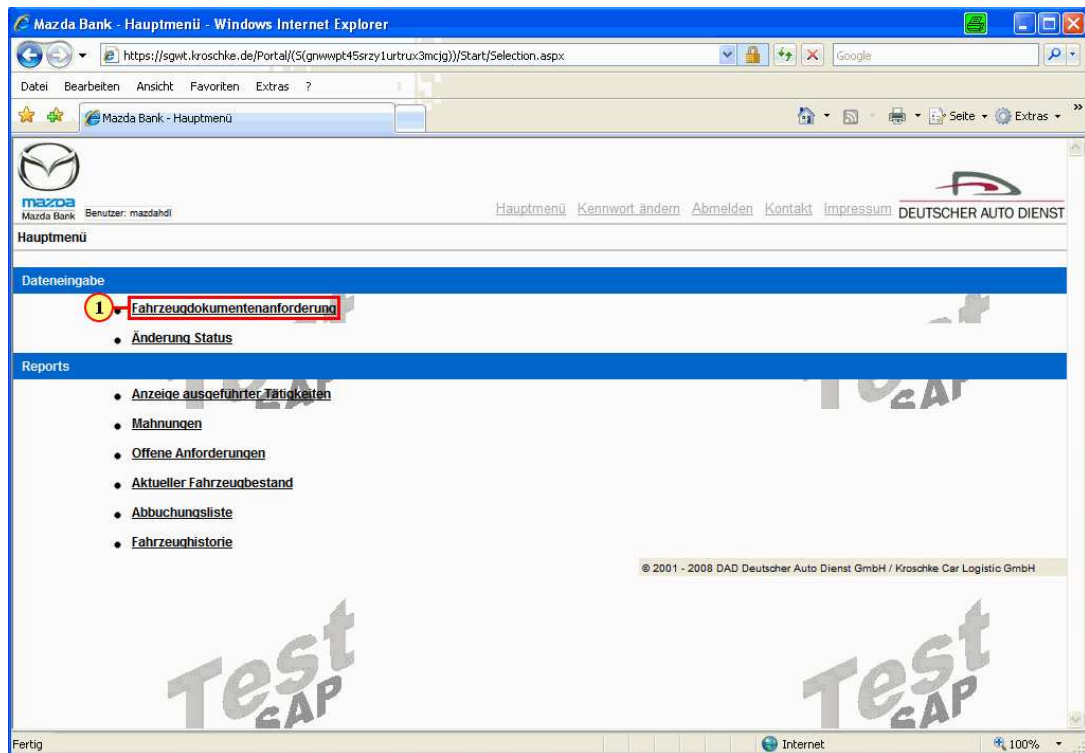 Mazda Bank - Hauptmenü - Windows Internet Explorer
https://sgwt.kroschke.de/Portal/(S(gnwwpt45srzy1urtrux3mcjg))/Start/Selection.aspx
Google
Datei Bearbeiten Ansicht Favoriten Extras ?
Mazda Bank - Hauptmenü
Seite Extras »
mazda
Mazda Bank Benutzer: mazdahdl
Hauptmenü Kennwort ändern Abmelden Kontakt Impressum DEUTSCHER AUTO DIENST
Hauptmenü
Dateneingabe
1 Fahrzeugdokumentenanforderung
Änderung Status
Reports
Anzeige ausgeführter Tätigkeiten
Mahnungen
Offene Anforderungen
Aktueller Fahrzeugbestand
Abbuchungsliste
Fahrzeughistorie
© 2001 - 2008 DAD Deutscher Auto Dienst GmbH / Kroschke Car Logistic GmbH
Test Test
SAP SAP
Fertig Internet 100%